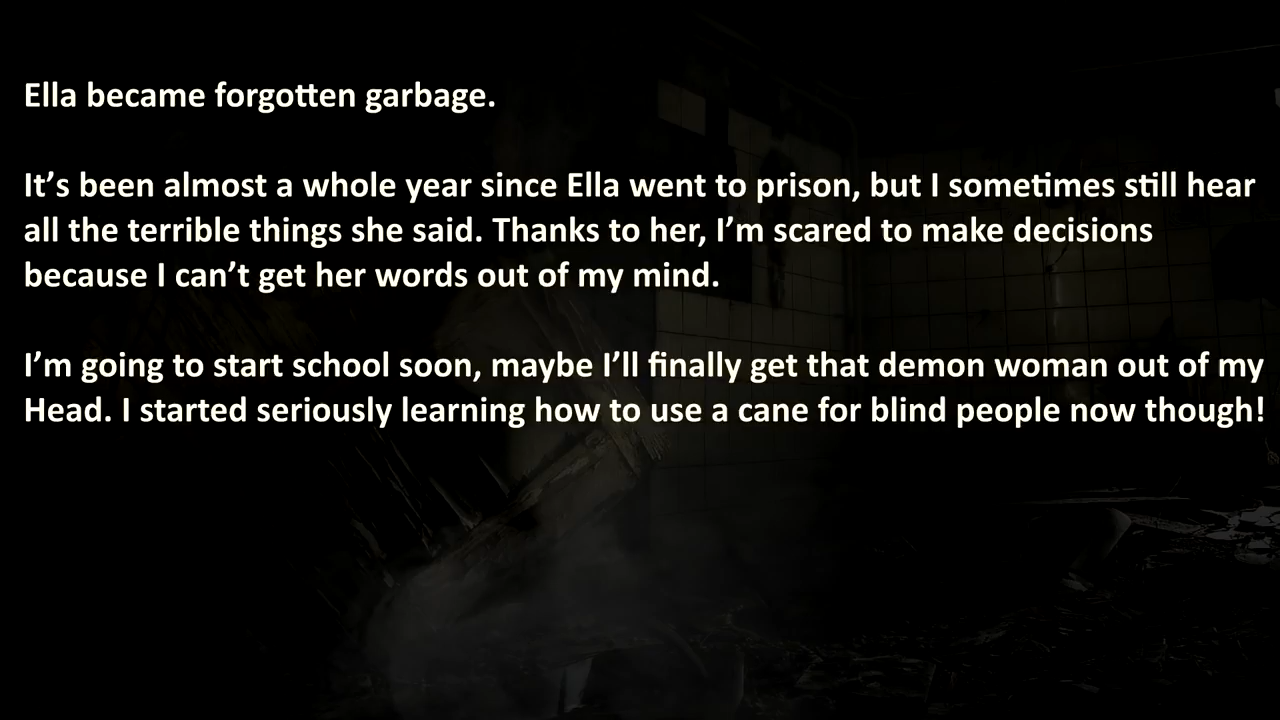 Ella became forgotten garbage.
It’s been almost a whole year since Ella went to prison, but I sometimes still hear
all the terrible things she said. Thanks to her, I’m scared to make decisions
because I can’t get her words out of my mind.
I’m going to start school soon, maybe I’ll finally get that demon woman out of my
Head. I started seriously learning how to use a cane for blind people now though!